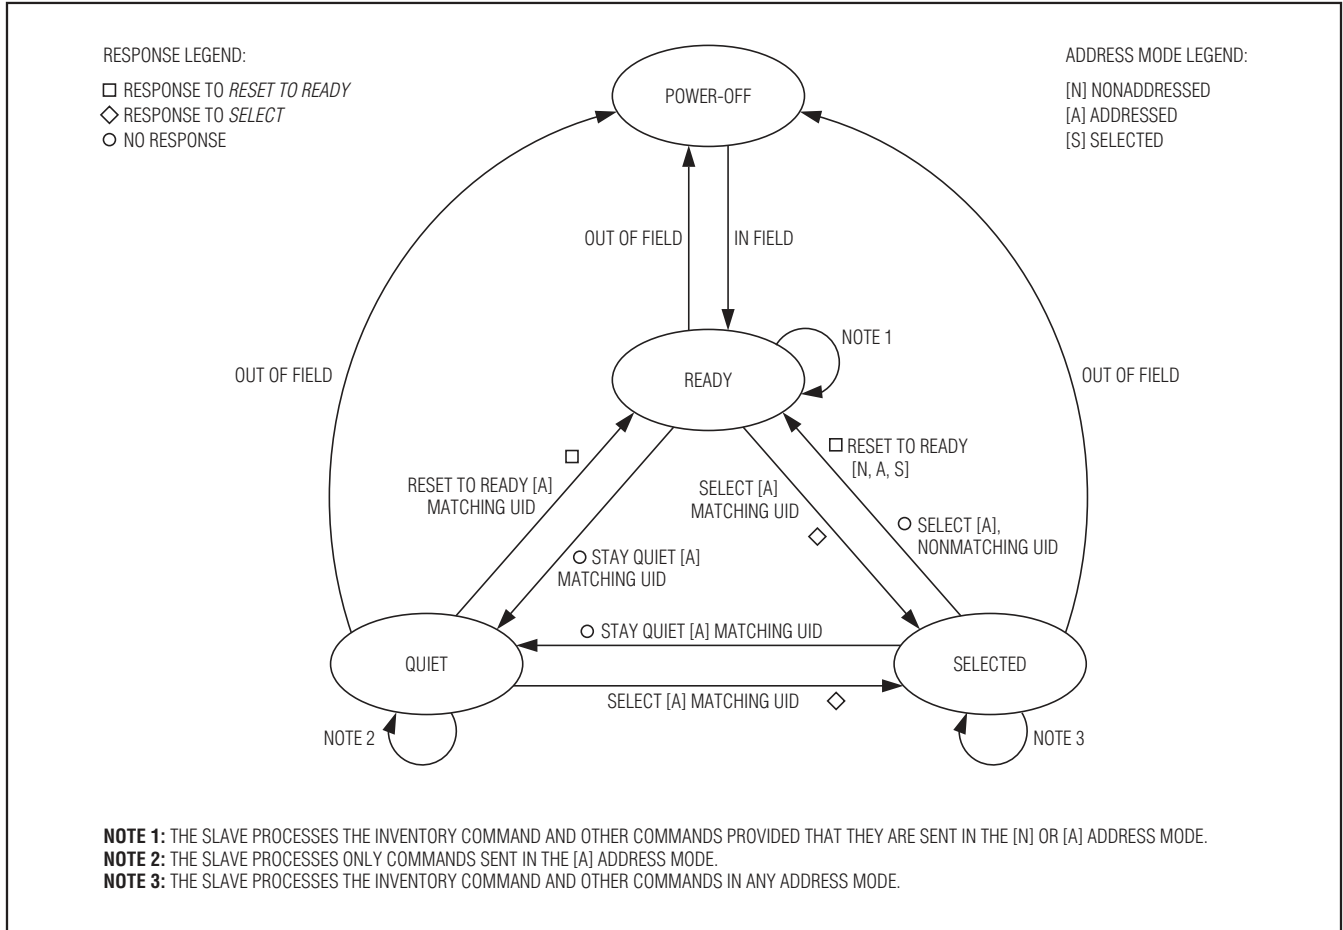 RESPONSE LEGEND:
RESPONSE TO RESET TO READY
RESPONSE TO SELECT
NO RESPONSE
ADDRESS MODE LEGEND:
[N] NONADDRESSED
[A] ADDRESSED
[S] SELECTED
POWER-OFF
OUT OF FIELD
IN FIELD
NOTE 1
OUT OF FIELD
READY
OUT OF FIELD
RESET TO READY
[N, A, S]
RESET TO READY [A]
MATCHING UID
SELECT [A]
MATCHING UID
SELECT [A],
NONMATCHING UID
STAY QUIET [A]
MATCHING UID
STAY QUIET [A] MATCHING UID
QUIET
SELECTED
SELECT [A] MATCHING UID
NOTE 2
NOTE 3
NOTE 1: THE SLAVE PROCESSES THE INVENTORY COMMAND AND OTHER COMMANDS PROVIDED THAT THEY ARE SENT IN THE [N] OR [A] ADDRESS MODE.
NOTE 2: THE SLAVE PROCESSES ONLY COMMANDS SENT IN THE [A] ADDRESS MODE.
NOTE 3: THE SLAVE PROCESSES THE INVENTORY COMMAND AND OTHER COMMANDS IN ANY ADDRESS MODE.